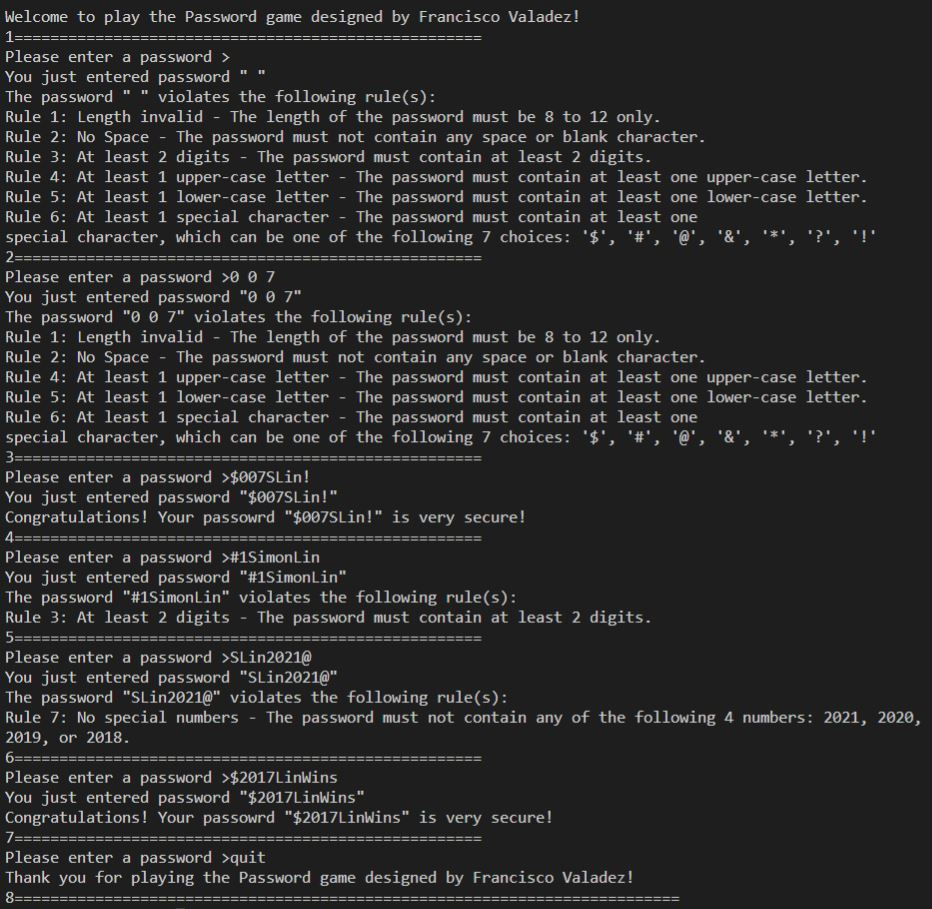 Welcome to play the Password game designed by Francisco Valadez!
1====================================================
Please enter a password >
You just entered password " "
The password " " violates the following rule(s):
Rule 1: Length invalid - The length of the password must be 8 to 12 only.
Rule 2: No Space - The password must not contain any space or blank character.
Rule 3: At least 2 digits - The password must contain at least 2 digits.
Rule 4: At least 1 upper-case letter - The password must contain at least one upper-case letter.
Rule 5: At least 1 lower-case letter - The password must contain at least one lower-case letter.
Rule 6: At least 1 special character - The password must contain at least one
special character, which can be one of the following 7 choices: '$', '#', '@', '&', '*', '?', '!'
2====================================================
Please enter a password >0 0 7
You just entered password "0 0 7"
The password "0 0 7" violates the following rule(s):
Rule 1: Length invalid - The length of the password must be 8 to 12 only.
Rule 2: No Space - The password must not contain any space or blank character.
Rule 4: At least 1 upper-case letter - The password must contain at least one upper-case letter.
Rule 5: At least 1 lower-case letter - The password must contain at least one lower-case letter.
Rule 6: At least 1 special character - The password must contain at least one
special character, which can be one of the following 7 choices: '$', '#', '@', '&', '*', '?', '!'
3====================================================
Please enter a password >$007SLin!
You just entered password "$007SLin!"
Congratulations! Your passowrd "$007SLin!" is very secure!
4====================================================
Please enter a password >#1SimonLin
You just entered password "#1SimonLin"
The password "#1SimonLin" violates the following rule(s):
Rule 3: At least 2 digits - The password must contain at least 2 digits.
5====================================================
Please enter a password >SLin2021@
You just entered password "SLin2021@"
The password "SLin2021@" violates the following rule(s):
Rule 7: No special numbers - The password must not contain any of the following 4 numbers: 2021, 2020,
2019, or 2018.
6====================================================
Please enter a password >$2017LinWins
You just entered password "$2017LinWins"
Congratulations! Your passowrd "$2017LinWins" is very secure!
7====================================================
Please enter a password >quit
Thank you for playing the Password game designed by Francisco Valadez!
8==========================================================================